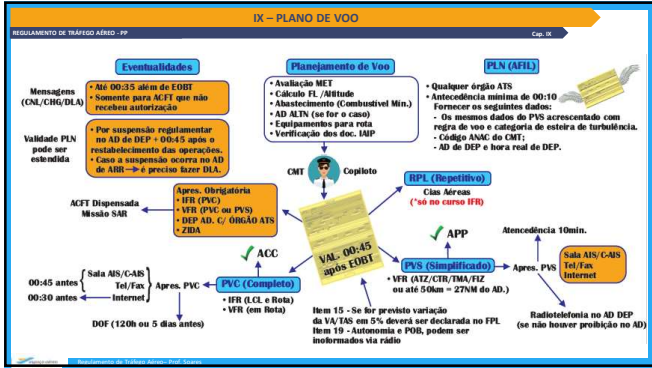 IX – PLANO DE VOO
REGULAMENTO DE TRÁFEGO AÉREO - PP
Cap. IX
Eventualidades
Mensagens
(CNL/CHG/DLA)
• Até 00:35 além de EOBT
• Somente para ACFT que não
recebeu autorização
Validade PLN
pode ser
estendida
• Por suspensão regulamentar
no AD de DEP + 00:45 após o
restabelecimento das operações.
• Caso a suspensão ocorra no AD
de ARR → é preciso fazer DLA.
Planejamento de Voo
• Avaliação MET
• Cálculo FL /Altitude
• Abastecimento (Combustível Mín.)
• AD ALTN (se for o caso)
• Equipamentos para rota
• Verificação dos doc. IAIP
PLN (AFIL)
• Qualquer órgão ATS
• Antecedência mínima de 00:10
Fornecer os seguintes dados:
- Os mesmos dados do PVS acrescentado com
regra de voo e categoria de esteira de turbulência.
- Código ANAC do CMT;
- AD de DEP e hora real de DEP.
CMT
Copiloto
RPL (Repetitivo)
Cias Aéreas
(*só no curso IFR)
ACFT Dispensada
Missão SAR
Apres. Obrigatória
• IFR (PVC)
• VFR (PVC ou PVS)
• DEP AD. C/ ÓRGÃO ATS
• ZIDA
VAL. 00:45
após EOBT
ACC
APP
PVC (Completo)
• IFR (LCL e Rota)
• VFR (em Rota)
Apres. PVC
Sala AIS/C-AIS
Tel/Fax
Internet
00:45 antes
00:30 antes
DOF (120h ou 5 dias antes)
PVS (Simplificado)
• VFR (ATZ/CTR/TMA/FIZ
ou até 50km = 27NM do AD.)
Atencedência 10min.
Apres. PVS
Sala AIS/C-AIS
Tel/Fax
Internet
Radiotelefonia no AD DEP
(se não houver proibição no AD)
Item 15 - Se for previsto variação
da VA/TAS em 5% deverá ser declarada no FPL
Item 19 - Autonomia e POB, podem ser
inoformados via rádio
Regulamento de Tráfego Aéreo– Prof. Soares